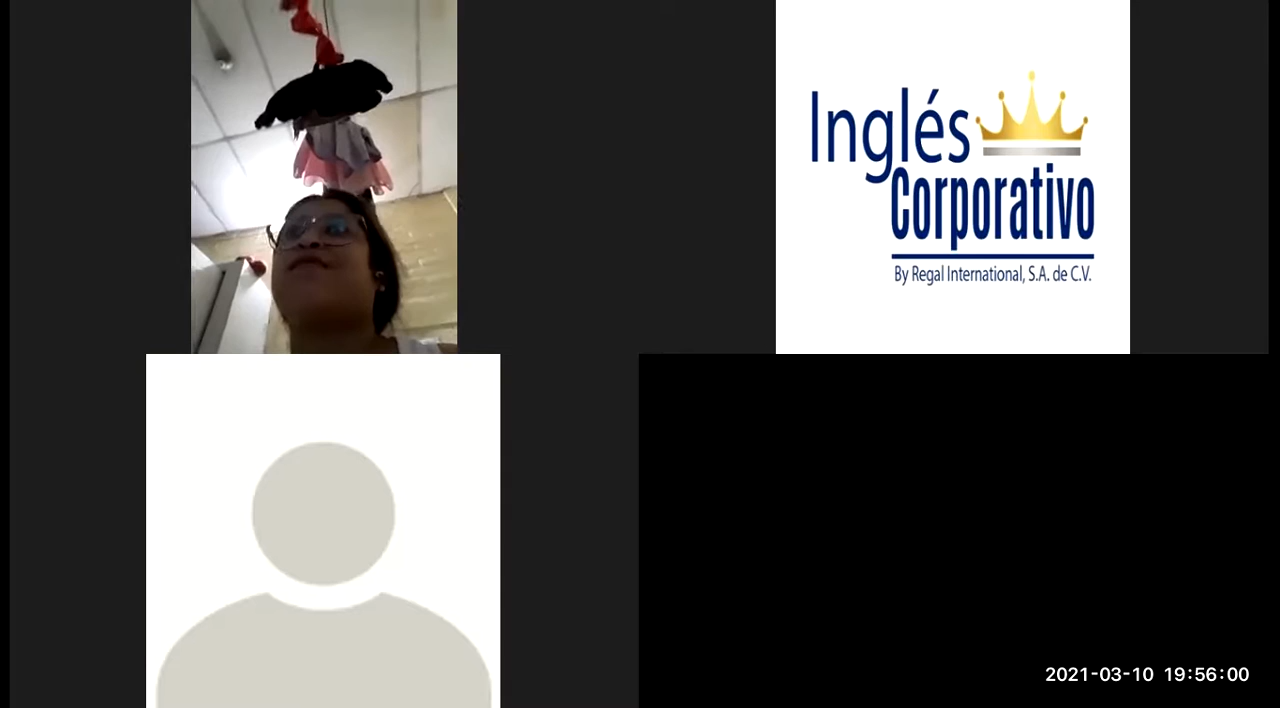 Inglés
Corporativo
By Regal International, S.A. de C.V.
2021-03-10 19:56:00